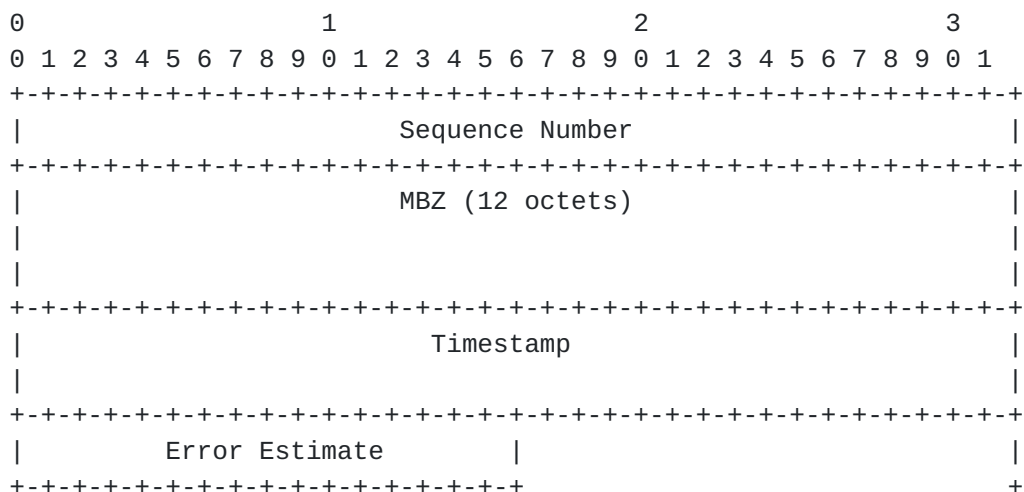 0                   1                   2                   3
0 1 2 3 4 5 6 7 8 9 0 1 2 3 4 5 6 7 8 9 0 1 2 3 4 5 6 7 8 9 0 1
+-+-+-+-+-+-+-+-+-+-+-+-+-+-+-+-+-+-+-+-+-+-+-+-+-+-+-+-+-+-+-+-+
|                        Sequence Number                        |
+-+-+-+-+-+-+-+-+-+-+-+-+-+-+-+-+-+-+-+-+-+-+-+-+-+-+-+-+-+-+-+-+
|                        MBZ (12 octets)                        |
|                                                               |
|                                                               |
+-+-+-+-+-+-+-+-+-+-+-+-+-+-+-+-+-+-+-+-+-+-+-+-+-+-+-+-+-+-+-+-+
|                          Timestamp                            |
|                                                               |
+-+-+-+-+-+-+-+-+-+-+-+-+-+-+-+-+-+-+-+-+-+-+-+-+-+-+-+-+-+-+-+-+
|         Error Estimate        |                               |
+-+-+-+-+-+-+-+-+-+-+-+-+-+-+-+-+                               +